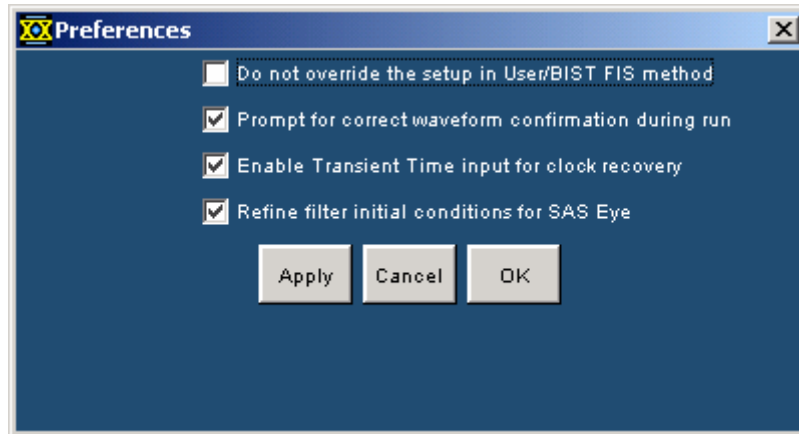 Preferences
Do not override the setup in User/BIST FIS method
Prompt for correct waveform confirmation during run
Enable Transient Time input for clock recovery
Refine filter initial conditions for SAS Eye
Apply Cancel OK